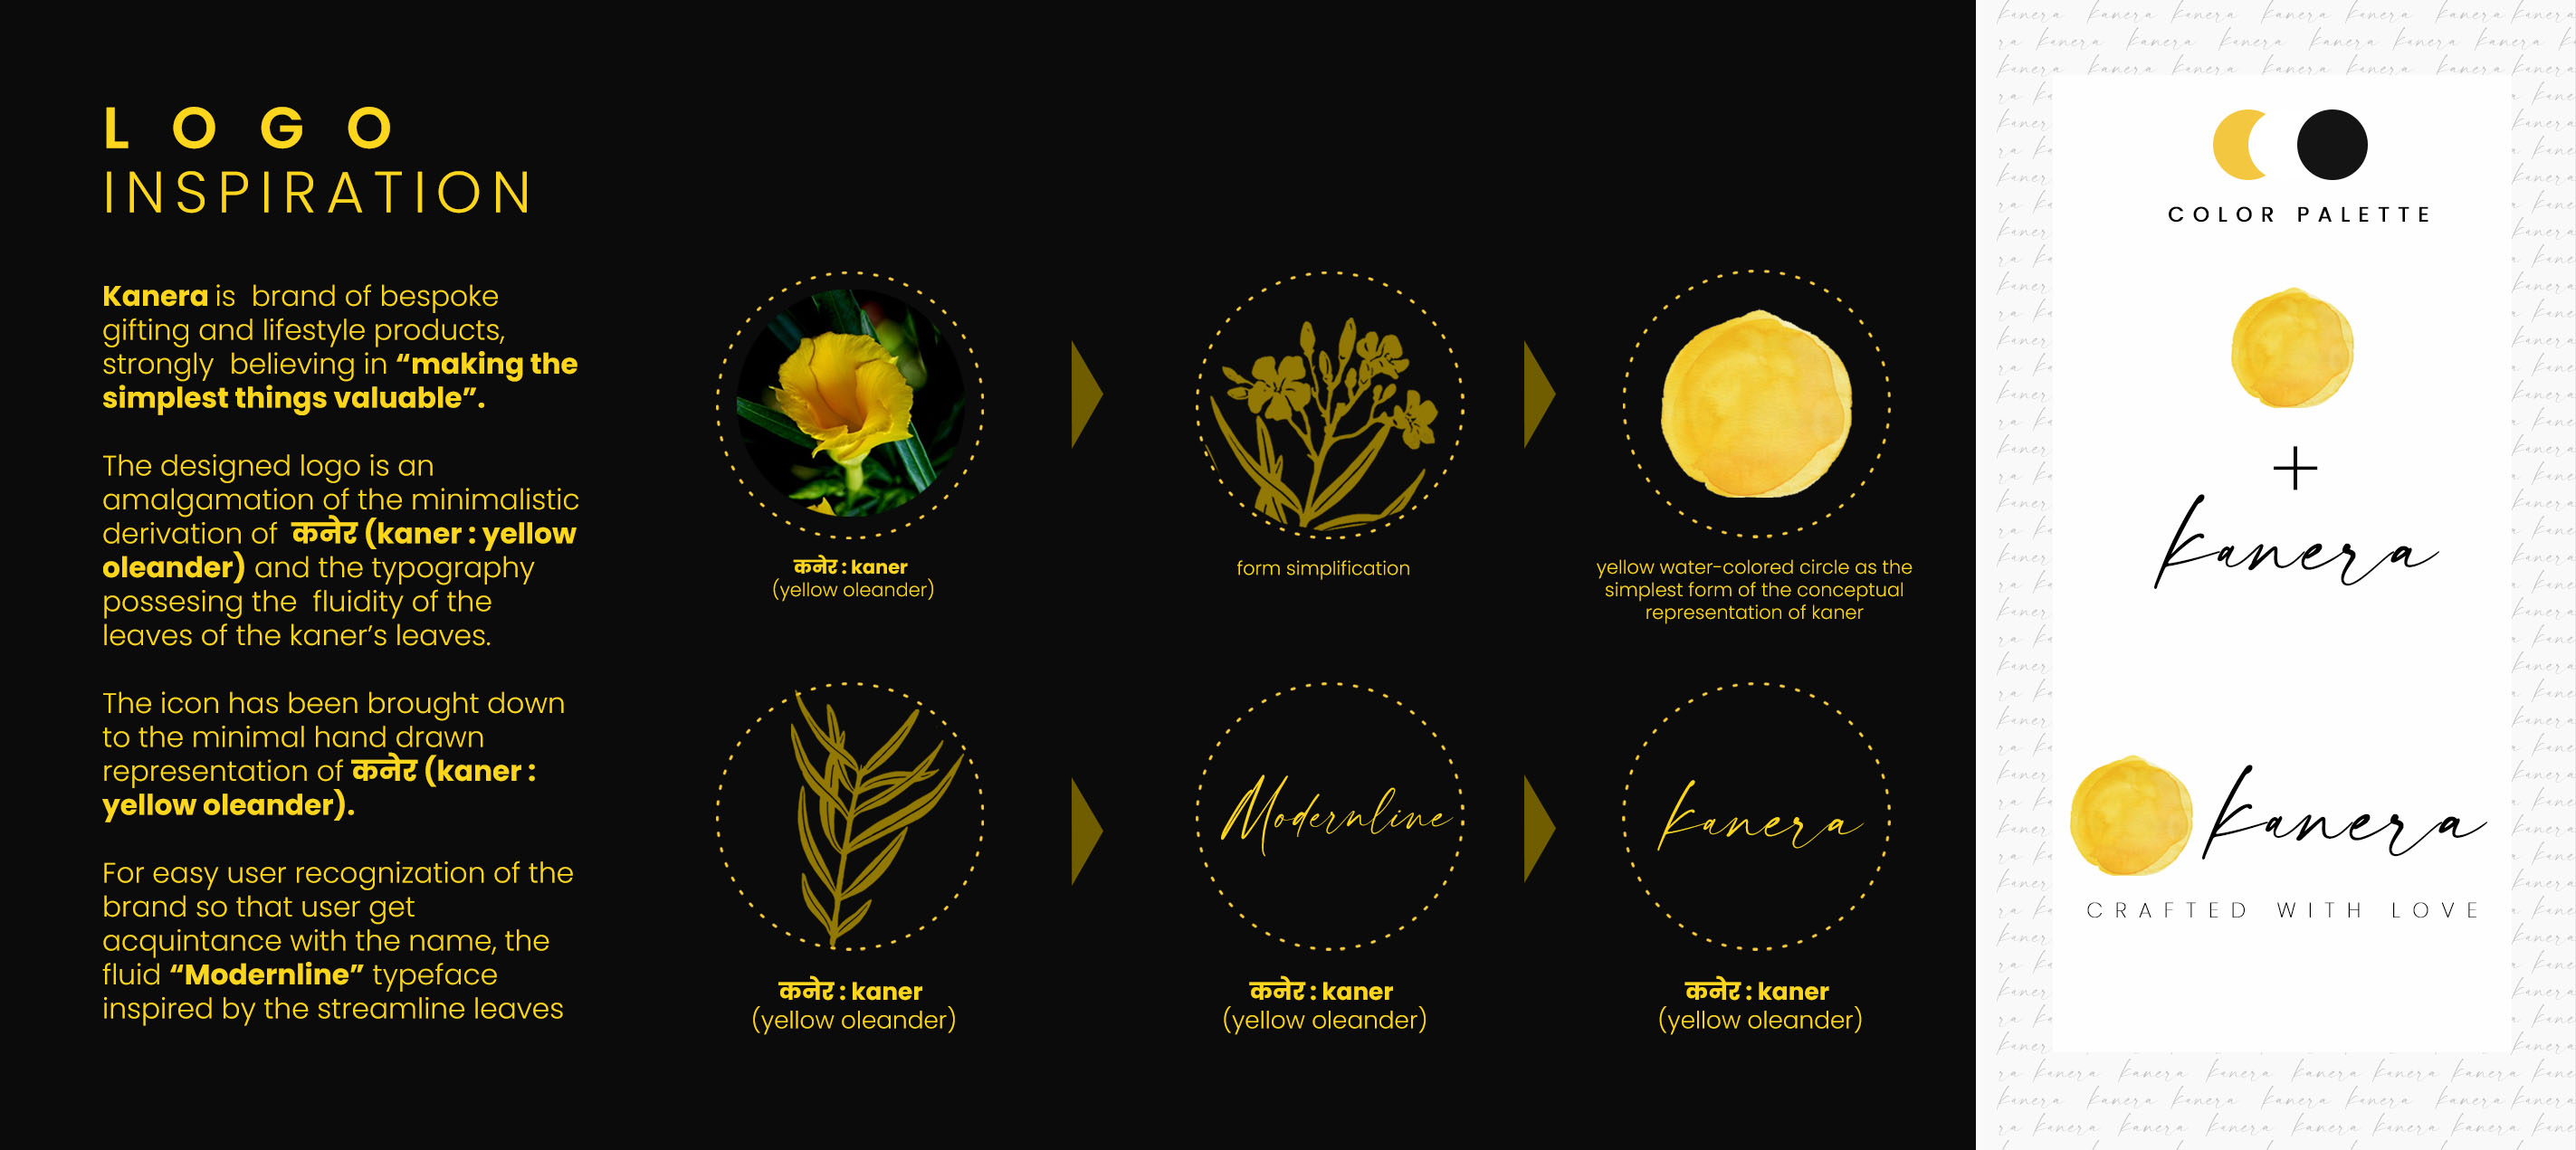 LOGO
INSPIRATION
Kanera is brand of bespoke
gifting and lifestyle products,
strongly believing in “making the
simplest things valuable”.
The designed logo is an
amalgamation of the minimalistic
derivation of कनेर (kaner : yellow
oleander) and the typography
possesing the fluidity of the
leaves of the kaner’s leaves.
The icon has been brought down
to the minimal hand drawn
representation of कनेर (kaner :
yellow oleander).
For easy user recognization of the
brand so that user get
acquintance with the name, the
fluid “Modernline” typeface
inspired by the streamline leaves
कनेर : kaner
(yellow oleander)
form simplification
yellow water-colored circle as the
simplest form of the conceptual
representation of kaner
Modernline
kanera
कनेर : kaner
(yellow oleander)
कनेर : kaner
(yellow oleander)
कनेर : kaner
(yellow oleander)
COLOR PALETTE
+
kanera
kanera
CRAFTED WITH LOVE